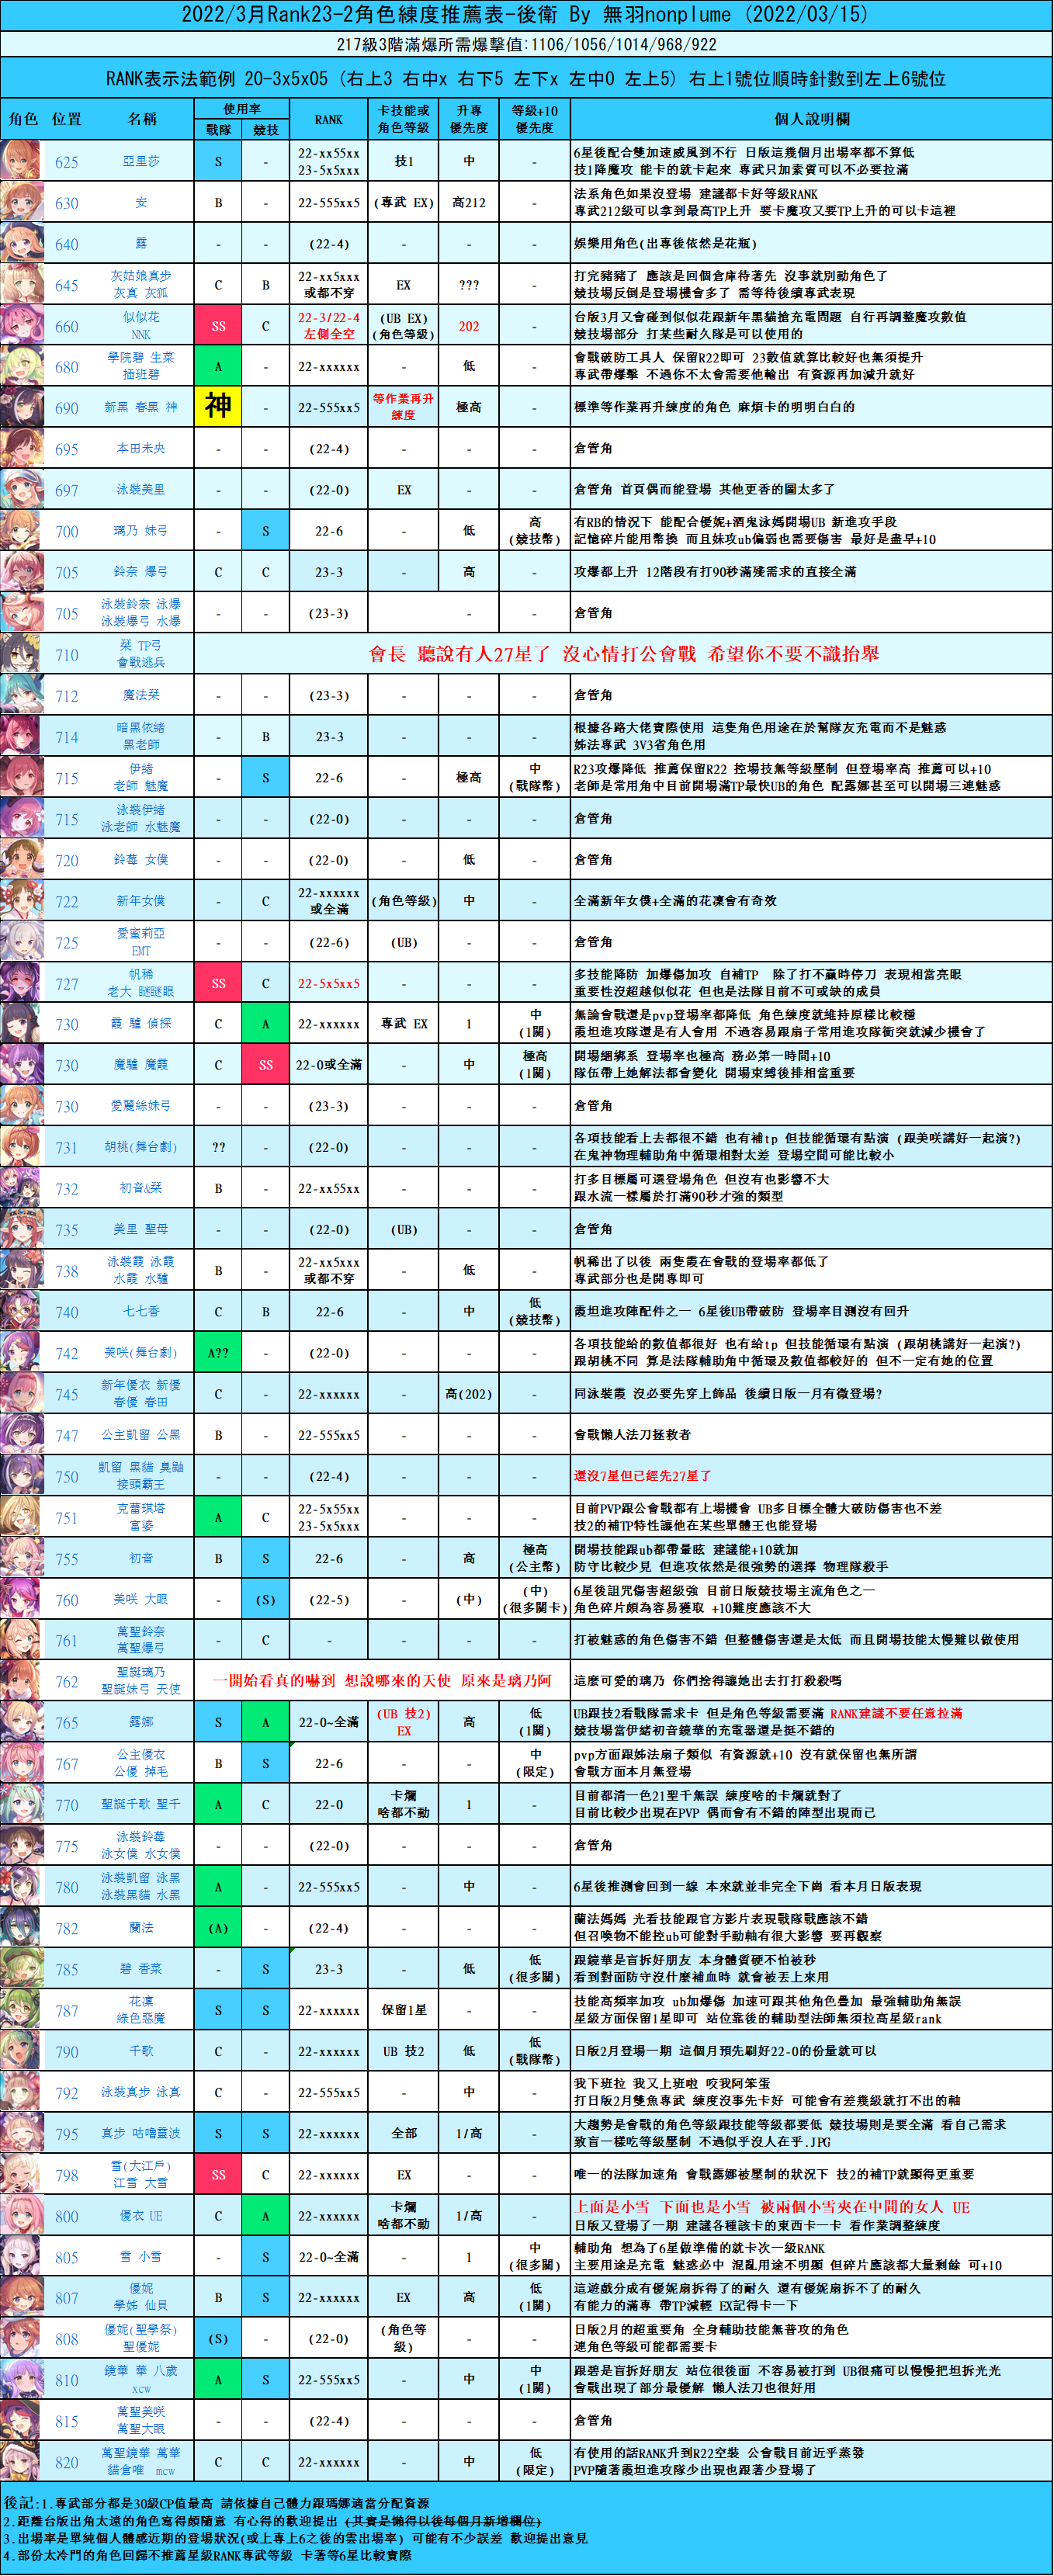 2022/3月Rank23-2角色練度推薦表-後衛 By 無羽nonplume (2022/03/15)
217級3階滿爆所需爆擊值:1106/1056/1014/968/922
RANK表示法範例 20-3x5x05 (右上3 右中x 右下5 左下x 左中0 左上5) 右上1號位順時針數到左上6號位
角色 位置 名稱 使用率 戰隊 競技 RANK 卡技能或角色等級 升專優先度 等級+10優先度 個人說明欄
625 亞里莎 S - 22-xx55xx 23-5x5xxx 技1 中 - 6星後配合雙加速威風到不行 日版這幾個月出場率都不算低
技1降魔攻 能卡的就卡起來 專武只加素質可以不必要拉滿
630 安 B - 22-555xx5 (專武 EX) 高212 - 法系角色如果沒登場 建議都卡好等級RANK
專武212級可以拿到最高TP上升 要卡魔攻又要TP上升的可以卡這裡
640 露 - - (22-4) - - - 娛樂用角色(出專後依然是花瓶)
645 灰姑娘真步 灰真 灰狐 C B 22-xx5xxx 或都不穿 EX ??? - 打完豬豬了 應該是回個倉庫待著先 沒事就別動角色了
競技場反倒是登場機會多了 需等待後續專武表現
660 似似花 NNK SS C 22-3/22-4 左側全空 (UB EX) (角色等級) 202 - 台版3月又會碰到似似花跟新年黑貓搶充電問題 自行再調整魔攻數值
競技場部分 打某些耐久隊是可以使用的
680 學院碧 生菜 插班碧 A - 22-xxxxxx - 低 - 會戰破防工具人 保留R22即可 23數值就算比較好也無須提升
專武帶爆擊 不過你不太會需要他輸出 有資源再加減升就好
690 新黑 春黑 神 神 - 22-555xx5 等作業再升練度 極高 - 標準等作業再升練度的角色 麻煩卡的明明白白的
695 本田未央 - - (22-4) - - - 倉管角
697 泳裝美里 - - (22-0) EX - - 倉管角 首頁偶而能登場 其他更香的圖太多了
700 璃乃 妹弓 - S 22-6 - 低 高 (競技幣) 有RB的情況下 能配合優妮+酒鬼泳媽開場UB 新進攻手段
記憶碎片能用幣換 而且妹攻ub偏弱也需要傷害 最好是盡早+10
705 鈴奈 爆弓 C C 23-3 - 高 - 攻爆都上升 12階段有打90秒滿殘需求的直接全滿
705 泳裝鈴奈 泳爆 泳裝爆弓 水爆 - - (23-3) - - 倉管角
710 栞 TP弓 會戰逃兵 會長 聽說有人27星了 沒心情打公會戰 希望你不要不識抬舉
712 魔法栞 - - (23-3) - - - 倉管角
714 暗黑依緒 黑老師 - B 23-3 - - - 根據各路大佬實際使用 這隻角色用途在於幫隊友充電而不是魅惑
姊法專武 3V3省角色用
715 伊緒 老師 魅魔 - S 22-6 - 極高 中 (戰隊幣) R23攻爆降低 推薦保留R22 控場技無等級壓制 但登場率高 推薦可以+10
老師是常用角中目前開場滿TP最快UB的角色 配露娜甚至可以開場三連魅惑
715 泳裝伊緒 泳老師 水魅魔 - - (22-0) - - - 倉管角
720 鈴莓 女僕 - - (22-0) - 低 - 倉管角
722 新年女僕 - C 22-xxxxxx 或全滿 (角色等級) 中 - 全滿新年女僕+全滿的花凜會有奇效
725 愛蜜莉亞 EMT - - (22-6) (UB) - - 倉管角
727 帆稀 老大 瞇瞇眼 SS C 22-5x5xx5 - - - 多技能降防 加爆傷加攻 自補TP 除了打不贏時停刀 表現相當亮眼
重要性沒超越似似花 但也是法隊目前不可或缺的成員
730 霞 驢 偵探 C A 22-xxxxxx 專武 EX 1 中 (1關) 無論會戰還是pvp登場率都降低 角色練度就維持原樣比較穩
霞坦進攻隊還是有人會用 不過容易跟扇子常用進攻隊衝突就減少機會了
730 魔驢 魔霞 C SS 22-0或全滿 - 中 極高 (1關) 開場綑綁系 登場率也極高 務必第一時間+10
隊伍帶上她解法都會變化 開場束縛後排相當重要
730 愛麗絲妹弓 - - (23-3) - - - 倉管角
731 胡桃(舞台劇) ?? - (22-0) - - - 各項技能看上去都很不錯 也有補tp 但技能循環有點演 (跟美咲講好一起演?)
在鬼神物理輔助角中循環相對太差 登場空間可能比較小
732 初音&栞 B - 22-xx55xx - - - 打多目標屬可選登場角色 但沒有也影響不大
跟水流一樣屬於打滿90秒才強的類型
735 美里 聖母 - - (22-0) (UB) - - 倉管角
738 泳裝霞 泳霞 水霞 水驢 B - 22-xx5xxx 或都不穿 - 低 - 帆稀出了以後 兩隻霞在會戰的登場率都低了
專武部分也是開專即可
740 七七香 C B 22-6 - 中 低 (競技幣) 霞坦進攻陣配件之一 6星後UB帶破防 登場率目測沒有回升
742 美咲(舞台劇) A?? - (22-0) - - - 各項技能給的數值都很好 也有給tp 但技能循環有點演 (跟胡桃講好一起演?)
跟胡桃不同 算是法隊輔助角中循環及數值都較好的 但不一定有她的位置
745 新年優衣 新優 春優 春田 C - 22-xxxxxx - 高(202) - 同泳裝霞 沒必要先穿上飾品 後續日版一月有微登場?
747 公主凱留 公黑 B - 22-555xx5 - - - 會戰懶人法刀拯救者
750 凱留 黑貓 臭鼬 接頭霸王 - - (22-4) - - - 還沒7星但已經先27星了
751 克蕾琪塔 富婆 A C 22-5x55xx 23-5x5xxx - - - 目前PVP跟公會戰都有上場機會 UB多目標全體大破防傷害也不差
技2的補TP特性讓他在某些單體王也能登場
755 初音 B S 22-6 - 高 極高 (公主幣) 開場技能跟ub都帶暈眩 建議能+10就加
防守比較少見 但進攻依然是很強勢的選擇 物理隊殺手
760 美咲 大眼 - (S) (22-5) - (中) (中) (很多關卡) 6星後詛咒傷害超級強 目前日版競技場主流角色之一
角色碎片頗為容易獲取 +10難度應該不大
761 萬聖鈴奈 萬聖爆弓 - C - - - - 打被魅惑的角色傷害不錯 但整體傷害還是太低 而且開場技能太慢難以做使用
762 聖誕璃乃 聖誕妹弓 天使 一開始看真的嚇到 想說哪來的天使 原來是璃乃阿 這麼可愛的璃乃 你們捨得讓她出去打打殺殺嗎
765 露娜 S A 22-0~全滿 (UB 技2) EX 高 低 (1關) UB跟技2看戰隊需求卡 但是角色等級需要滿 RANK建議不要任意拉滿
競技場當伊緒初音鏡華的充電器還是挺不錯的
767 公主優衣 公優 掉毛 B S 22-6 - - 中 (限定) pvp方面跟姊法扇子類似 有資源就+10 沒有就保留也無所謂
會戰方面本月無登場
770 聖誕千歌 聖千 A C 22-0 卡爛 啥都不動 1 - 目前都清一色21聖千無誤 練度啥的卡爛就對了
目前比較少出現在PVP 偶而會有不錯的陣型出現而已
775 泳裝鈴莓 泳女僕 水女僕 - - (22-0) - - - 倉管角
780 泳裝凱留 泳黑 泳裝黑貓 水黑 A - 22-555xx5 - 中 - 6星後推測會回到一線 本來就並非完全下崗 看本月日版表現
782 蘭法 (A) - (22-4) - - - 蘭法媽媽 光看技能跟官方影片表現戰隊戰應該不錯
但召喚物不能控ub可能對手動軸有很大影響 要再觀察
785 碧 香菜 - S 23-3 - 低 低 (很多關) 跟鏡華是盲拆好朋友 本身體質硬不怕被秒
看到對面防守沒什麼補血時 就會被丟上來用
787 花凜 綠色惡魔 S S 22-xxxxxx 保留1星 - - 技能高頻率加攻 ub加爆傷 加速可跟其他角色疊加 最強輔助角無誤
星級方面保留1星即可 站位靠後的輔助型法師無須拉高星級rank
790 千歌 C - 22-xxxxxx UB 技2 低 低 (戰隊幣) 日版2月登場一期 這個月預先刷好22-0的份量就可以
792 泳裝真步 泳真 C - 22-555xx5 - 中 - 我下班拉 我又上班啦 咬我阿笨蛋
打日版2月雙魚專武 練度沒事先卡好 可能會有差幾級就打不出的軸
795 真步 咕嚕靈波 S S 22-xxxxxx 全部 1/高 - 大趨勢是會戰的角色等級跟技能等級都要低 競技場則是要全滿 看自己需求
致盲一樣吃等級壓制 不過似乎沒人在乎.JPG
798 雪(大江戶) 江雪 大雪 SS C 22-xxxxxx EX - - 唯一的法隊加速角 會戰露娜被壓制的狀況下 技2的補TP就顯得更重要
800 優衣 UE C A 22-xxxxxx 卡爛 啥都不動 1/高 - 上面是小雪 下面也是小雪 被兩個小雪夾在中間的女人 UE
日版又登場了一期 建議各種該卡的東西卡一卡 看作業調整練度
805 雪 小雪 - S 22-0~全滿 - 1 中 (很多關) 輔助角 想為了6星做準備的就卡次一級RANK
主要用途是充電 魅惑必中 混亂用途不明顯 但碎片應該都大量剩餘 可+10
807 優妮 學姊 仙貝 B S 22-xxxxxx EX 高 低 (1關) 這遊戲分成有優妮扇拆得了的耐久 還有優妮扇拆不了的耐久
有能力的滿專 帶TP減輕 EX記得卡一下
808 優妮(聖學祭) 聖優妮 (S) - (22-0) (角色等級) - - 日版2月的超重要角 全身輔助技能無普攻的角色
連角色等級可能都需要卡
810 鏡華 華 八歲 xcw A S 22-555xx5 - 中 中 (1關) 跟碧是盲拆好朋友 站位很後面 不容易被打到 UB很痛可以慢慢把坦拆光光
會戰出現了部分最優解 懶人法刀也很好用
815 萬聖美咲 萬聖大眼 - - (22-4) - - - 倉管角
820 萬聖鏡華 萬華 貓倉唯 mcw C C 22-xxxxxx - 中 低 (限定) 有使用的話RANK升到R22空裝 公會戰目前近乎蒸發
PVP隨著霞坦進攻隊少出現也跟著少登場了
後記:1.專武部分都是30級CP值最高 請依據自己體力跟瑪娜適當分配資源
2.距離台版出角太遠的角色寫得頗隨意 有心得的歡迎提出 (其實是懶得以後每個月新增欄位)
3.出場率是單純個人體感近期的登場狀況(或上專上6之後的雲出場率) 可能有不少誤差 歡迎提出意見
4.部份太冷門的角色回歸不推薦星級RANK專武等級 卡著等6星比較實際